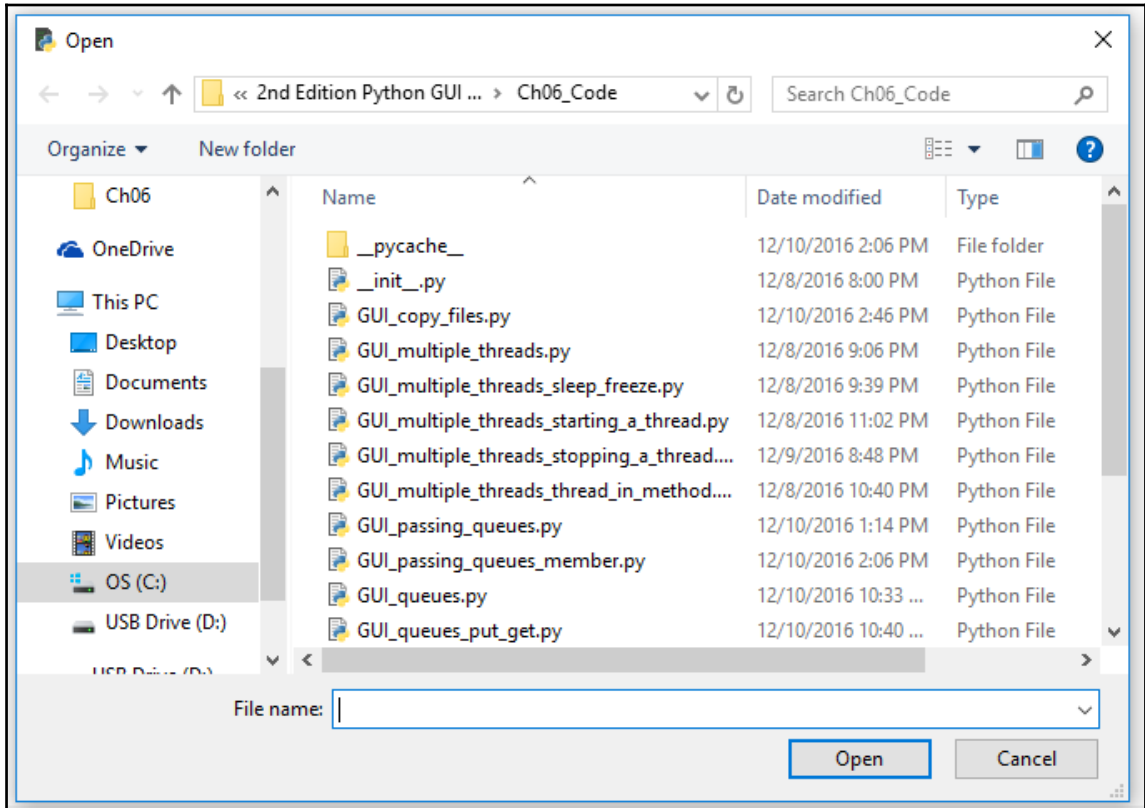 Open
« 2nd Edition Python GUI ... › Ch06_Code
Search Ch06_Code
Organize
New folder
Ch06
OneDrive
This PC
Desktop
Documents
Downloads
Music
Pictures
Videos
OS (C:)
USB Drive (D:)
USB Drive (D:)
Name Date modified Type
__pycache__ 12/10/2016 2:06 PM File folder
__init__.py 12/8/2016 8:00 PM Python File
GUI_copy_files.py 12/10/2016 2:46 PM Python File
GUI_multiple_threads.py 12/8/2016 9:06 PM Python File
GUI_multiple_threads_sleep_freeze.py 12/8/2016 9:39 PM Python File
GUI_multiple_threads_starting_a_thread.py 12/8/2016 11:02 PM Python File
GUI_multiple_threads_stopping_a_thread.... 12/9/2016 8:48 PM Python File
GUI_multiple_threads_thread_in_method.... 12/8/2016 10:40 PM Python File
GUI_passing_queues.py 12/10/2016 1:14 PM Python File
GUI_passing_queues_member.py 12/10/2016 2:06 PM Python File
GUI_queues.py 12/10/2016 10:33 ... Python File
GUI_queues_put_get.py 12/10/2016 10:40 ... Python File
File name:
Open
Cancel